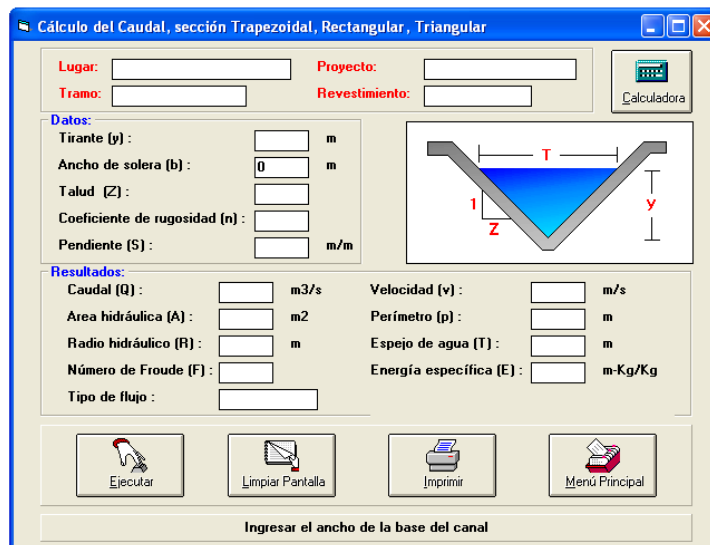 Cálculo del Caudal, sección Trapezoidal, Rectangular, Triangular
Lugar: Proyecto:
Tramo: Revestimiento:
Calculadora
Datos:
Tirante (y) : m
Ancho de solera (b) : 0 m
Talud (Z) :
Coeficiente de rugosidad (n) :
Pendiente (S) : m/m
T
1
Z
y
Resultados:
Caudal (Q) : m3/s Velocidad (v) : m/s
Area hidráulica (A) : m2 Perímetro (p) : m
Radio hidráulico (R) : m Espejo de agua (T) : m
Número de Froude (F) : Energía específica (E) : m-Kg/Kg
Tipo de flujo :
Ejecutar Limpiar Pantalla Imprimir Menú Principal
Ingresar el ancho de la base del canal